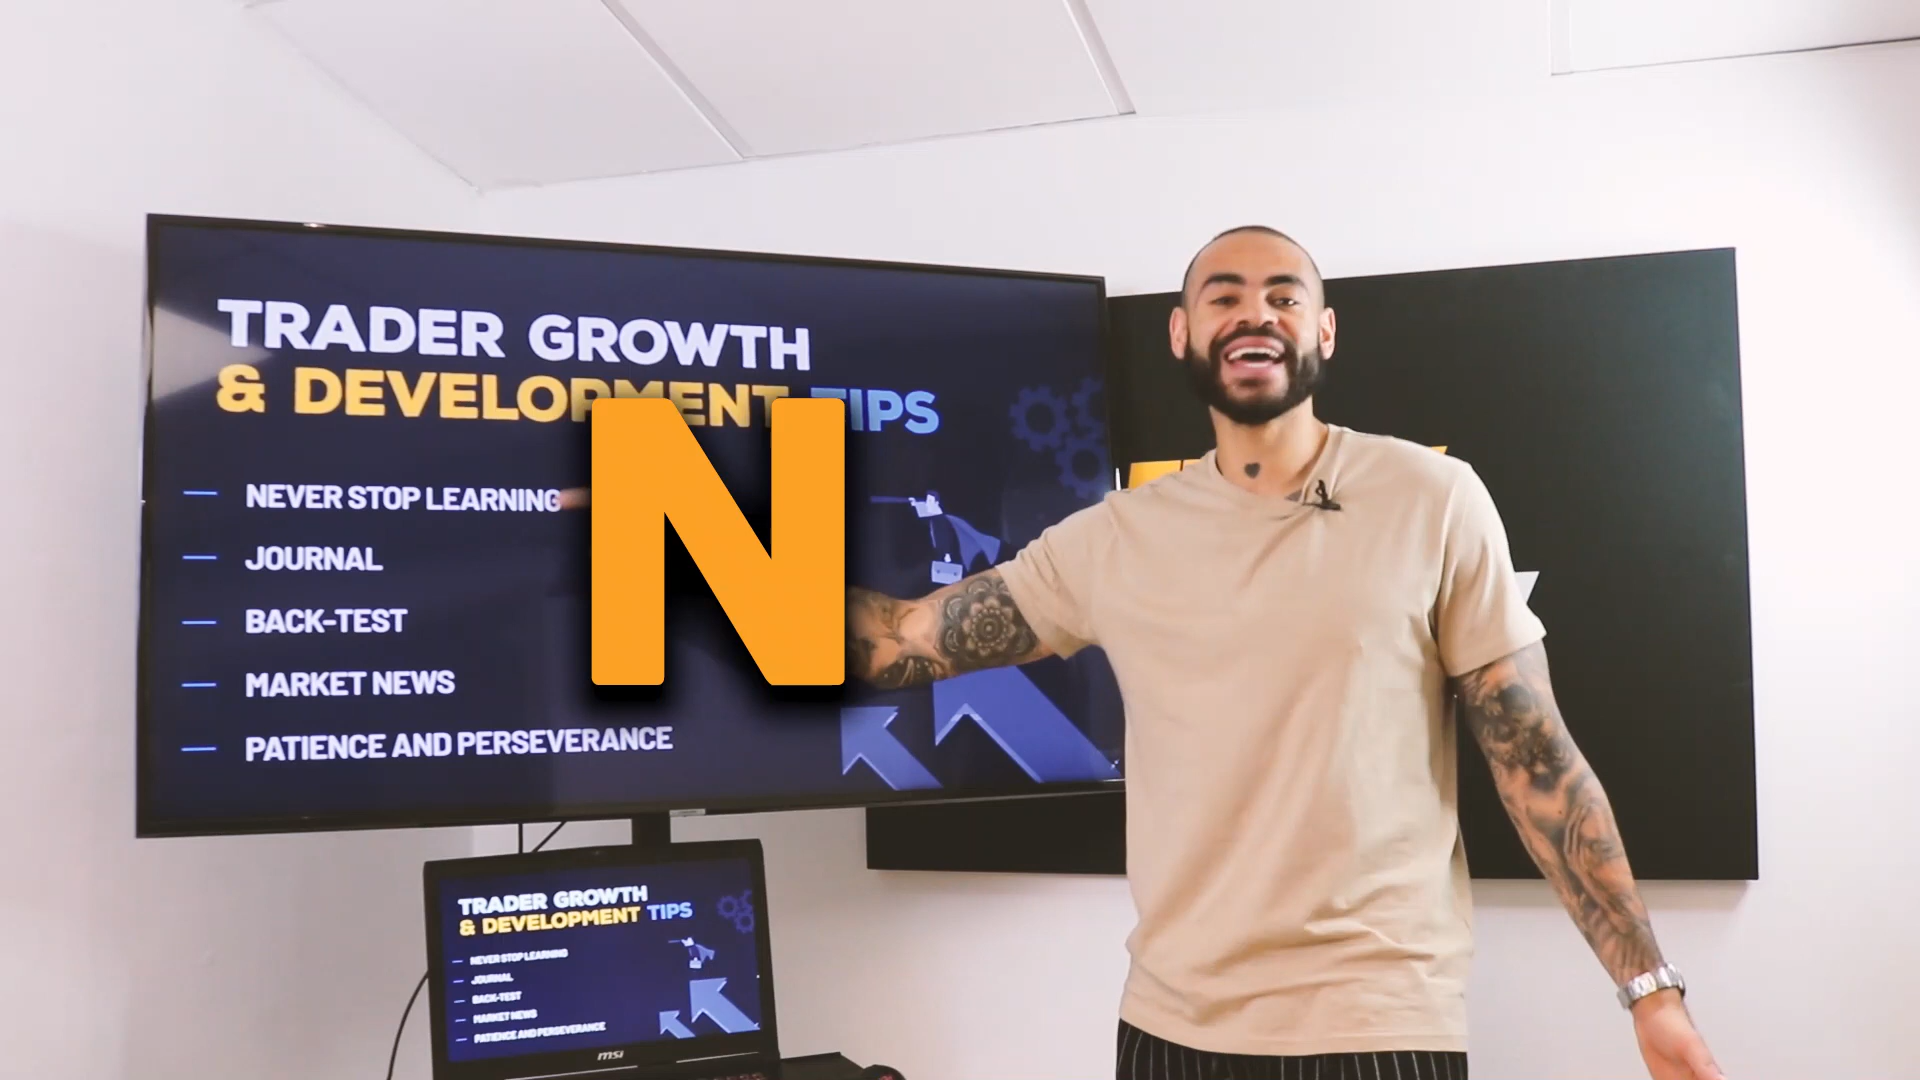 TRADER GROWTH
& DEVELOPMENT TIPS
NEVER STOP LEARNING
JOURNAL
BACK-TEST
MARKET NEWS
PATIENCE AND PERSEVERANCE
N
TRADER GROWTH
& DEVELOPMENT TIPS
NEVER STOP LEARNING
JOURNAL
BACK-TEST
MARKET NEWS
PATIENCE AND PERSEVERANCE
msi